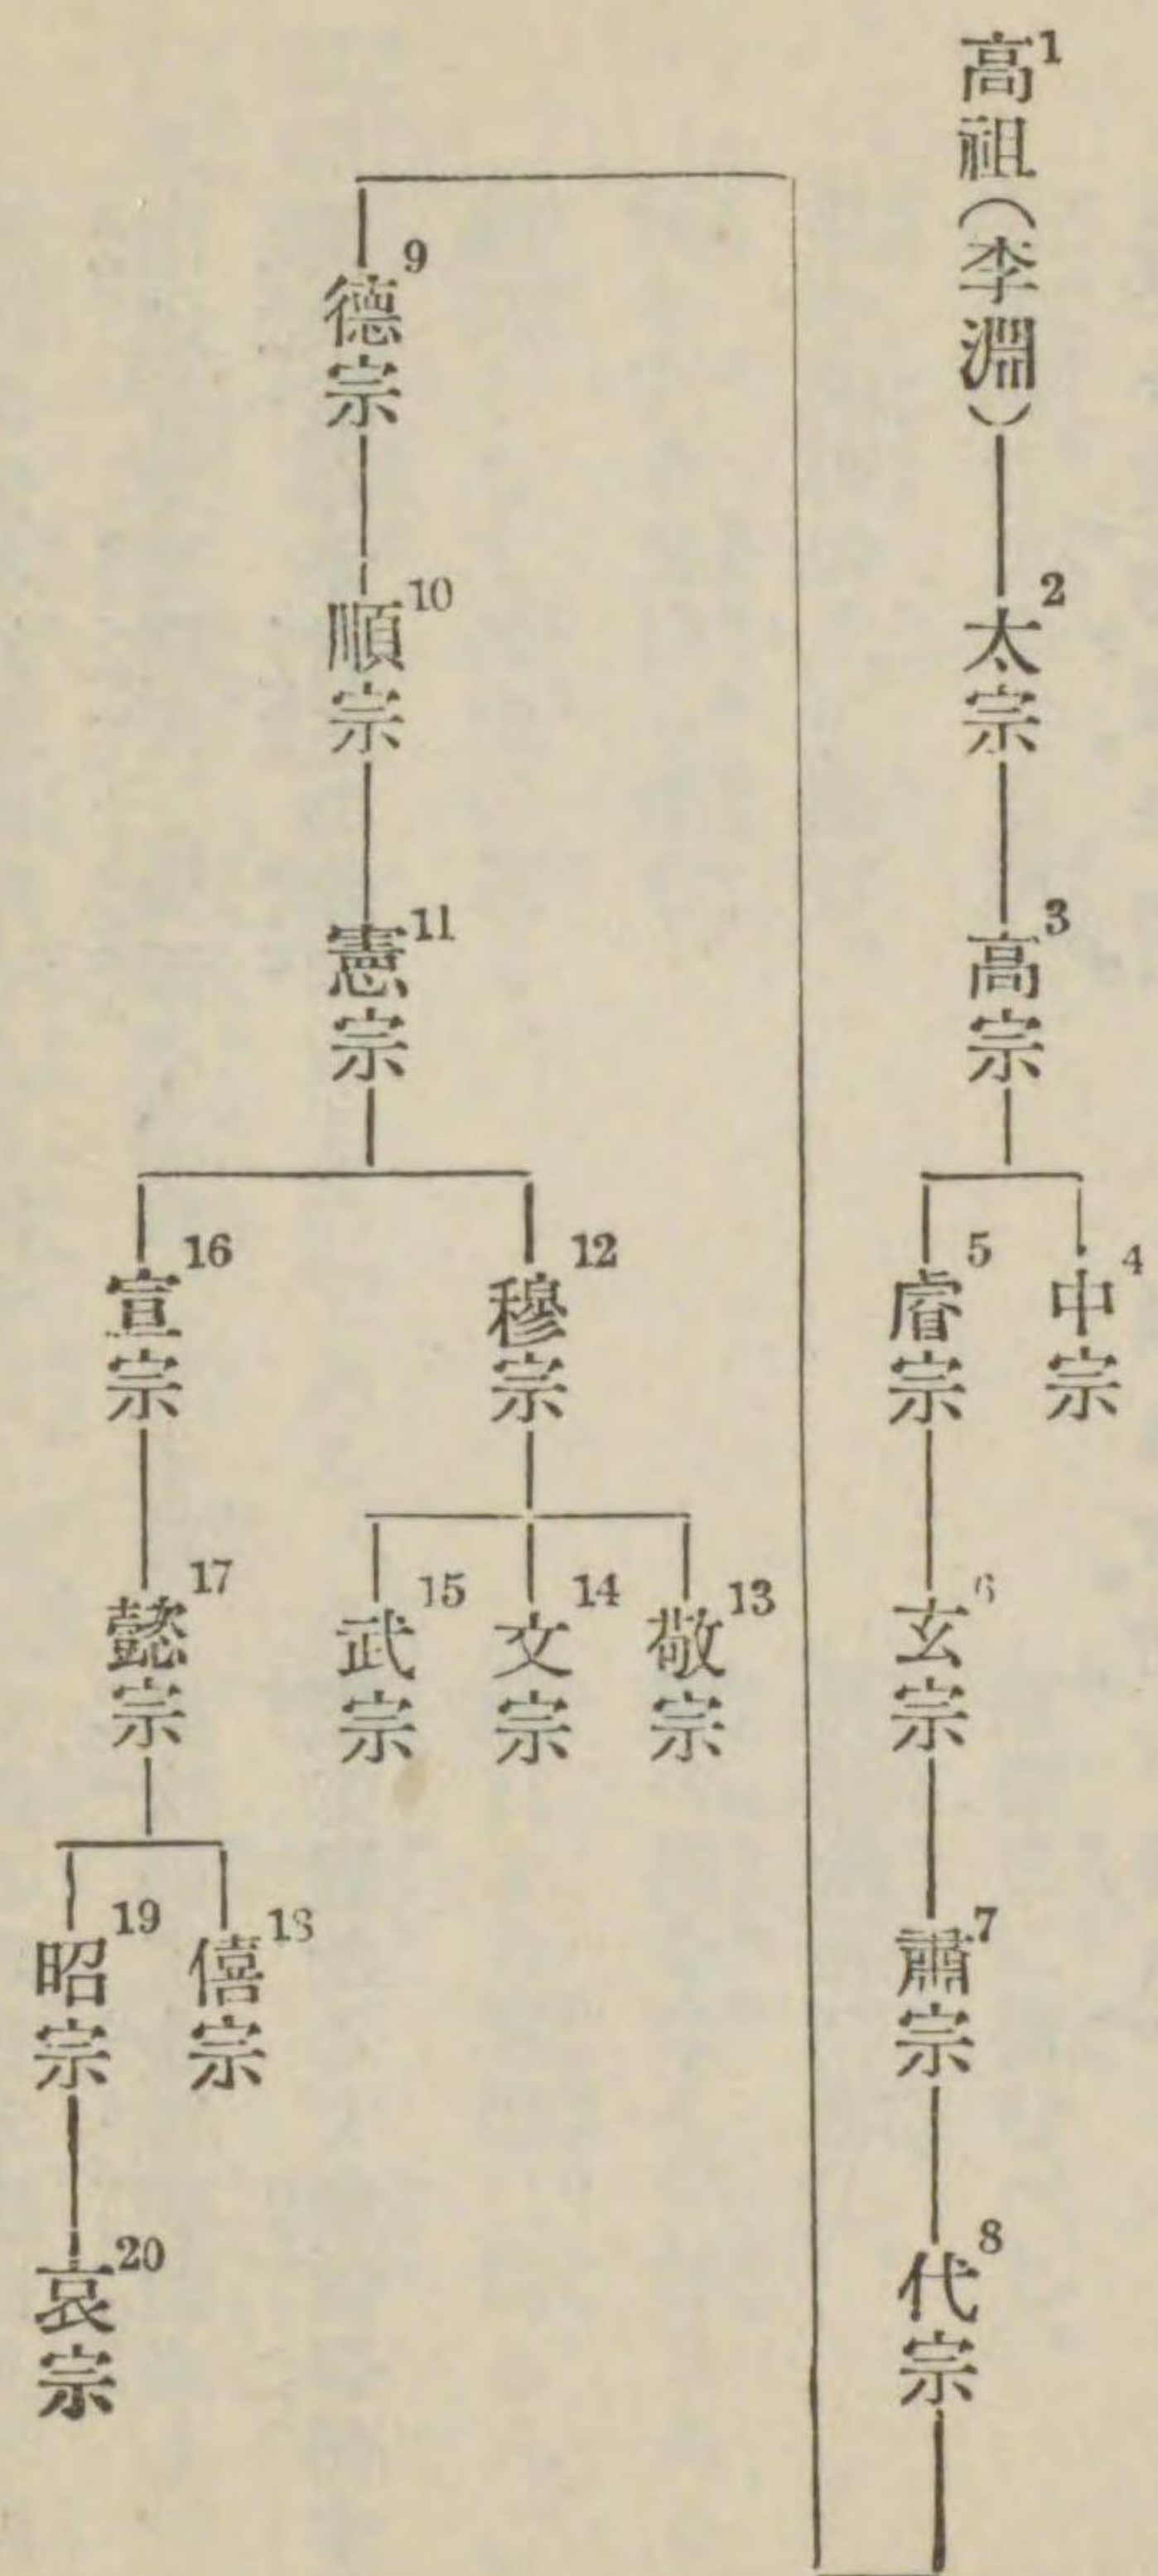 1 高祖(李淵)
2 太宗
3 高宗
4 中宗
5 睿宗
6 玄宗
7 肅宗
8 代宗
9 德宗
10 順宗
11 憲宗
12 穆宗
13 敬宗
14 文宗
15 武宗
16 宣宗
17 懿宗
18 僖宗
19 昭宗
20 哀宗